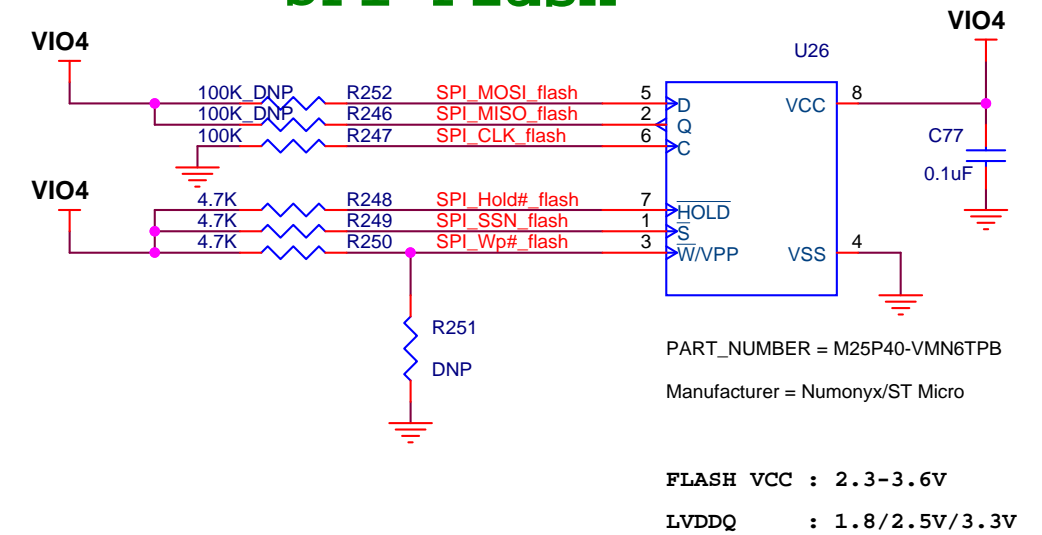 SPI Flash
VIO4
VIO4
U26
100K_DNP R252 SPI_MOSI_flash 5 D VCC 8
100K_DNP R246 SPI_MISO_flash 2 Q
100K R247 SPI_CLK_flash 6 C
C77
0.1uF
VIO4
4.7K R248 SPI_Hold#_flash 7 HOLD
4.7K R249 SPI_SSN_flash 1 S
4.7K R250 SPI_Wp#_flash 3 W/VPP VSS 4
R251
DNP
PART_NUMBER = M25P40-VMN6TPB
Manufacturer = Numonyx/ST Micro
FLASH VCC : 2.3-3.6V
LVDDQ : 1.8/2.5V/3.3V